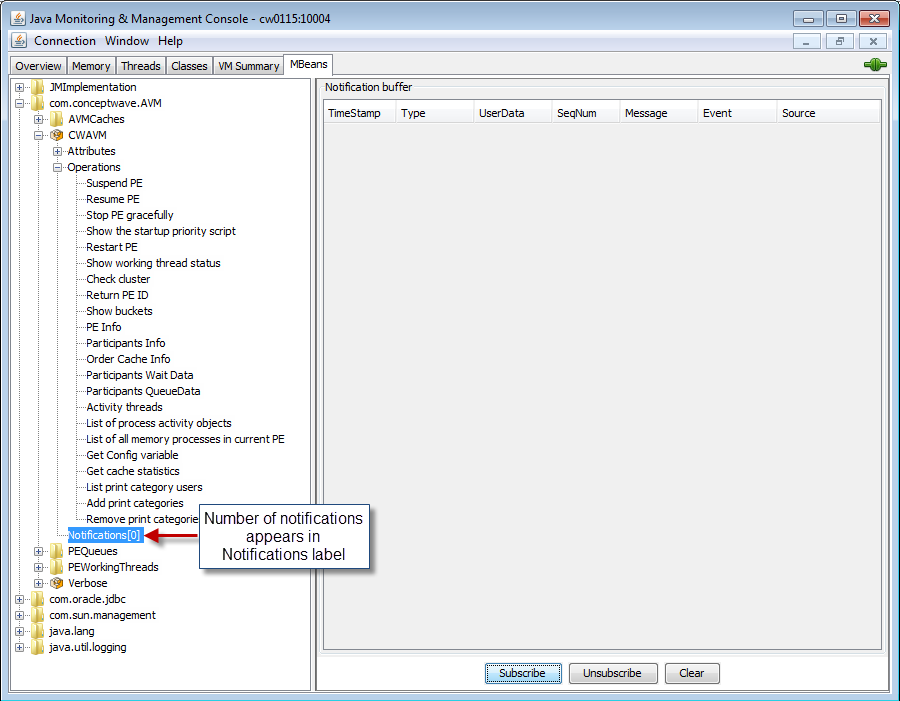 Java Monitoring & Management Console - cw0115:10004
Connection Window Help
Overview Memory Threads Classes VM Summary MBeans
JMImplementation
com.conceptwave.AVM
AVMCaches
CWAVM
Attributes
Operations
Suspend PE
Resume PE
Stop PE gracefully
Show the startup priority script
Restart PE
Show working thread status
Check cluster
Return PE ID
Show buckets
PE Info
Participants Info
Order Cache Info
Participants Wait Data
Participants QueueData
Activity threads
List of process activity objects
List of all memory processes in current PE
Get Config variable
Get cache statistics
List print category users
Add print categories
Remove print categorie
Notifications[0]
PEQueues
PEWorkingThreads
Verbose
com.oracle.jdbc
com.sun.management
java.lang
java.util.logging
Number of notifications
appears in
Notifications label
Notification buffer
TimeStamp Type UserData SeqNum Message Event Source
Subscribe Unsubscribe Clear